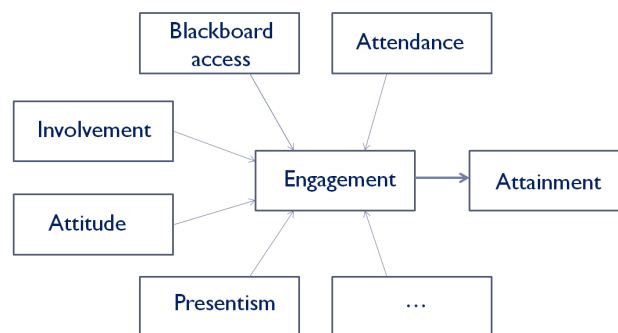 Blackboard
access
Attendance
Involvement
Engagement
Attainment
Attitude
Presentism
...